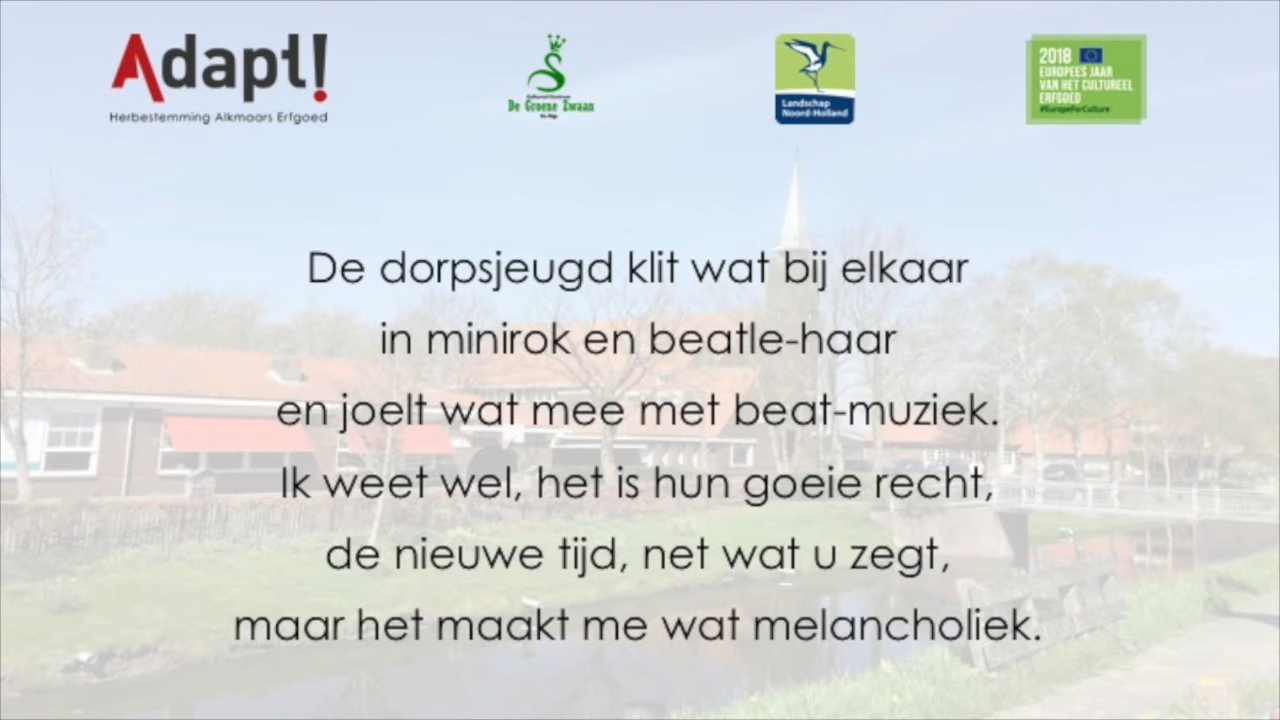 Adapt!
Herbestemming Alkmaars Erfgoed
De Groene Zwaan
Landschap
Noord-Holland
2018
EUROPEES JAAR
VAN HET CULTUREEL
ERFGOED
#EuropeForCulture
De dorpsjeugd klit wat bij elkaar
in minirok en beatle-haar
en joelt wat mee met beat-muziek.
Ik weet wel, het is hun goeie recht,
de nieuwe tijd, net wat u zegt,
maar het maakt me wat melancholiek.